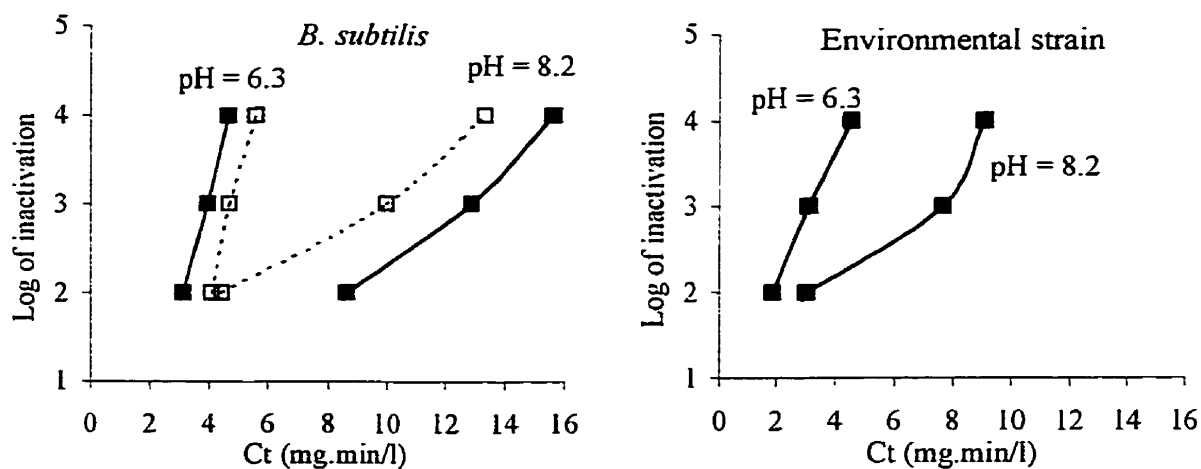 B. subtilis
pH = 6.3
pH = 8.2
Log of inactivation
5
4
3
2
1
0 2 4 6 8 10 12 14 16
Ct (mg.min/l)
Environmental strain
pH = 6.3
pH = 8.2
Log of inactivation
5
4
3
2
1
0 2 4 6 8 10 12 14 16
Ct (mg.min/l)